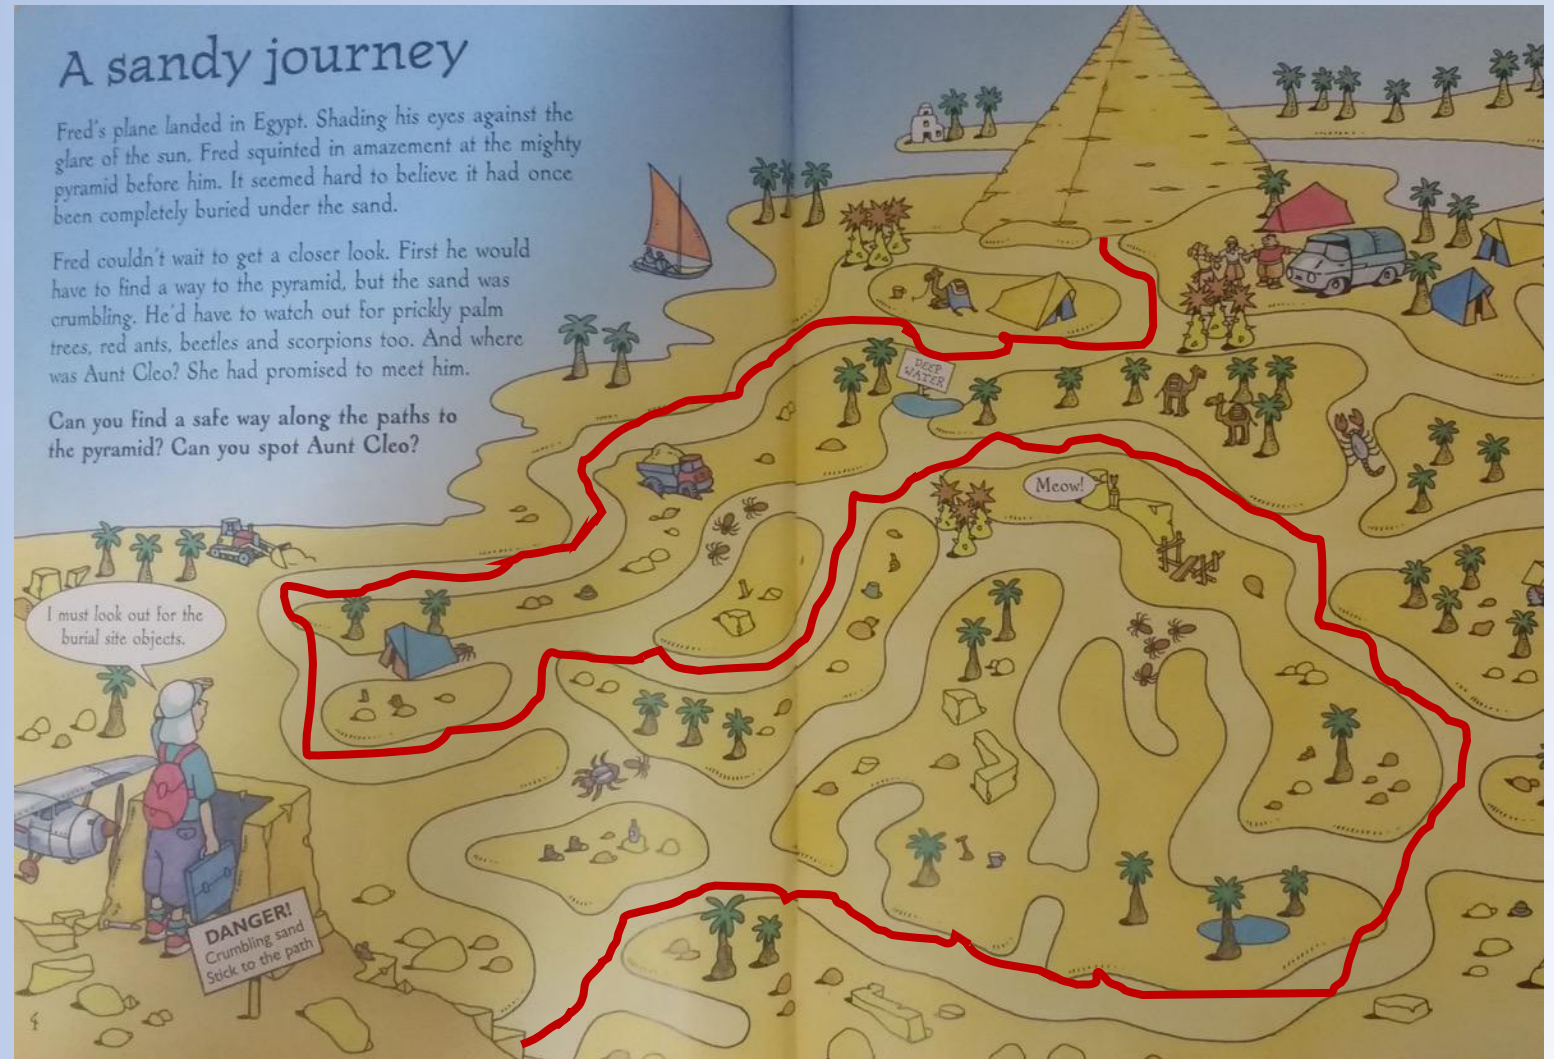 A sandy journey
Fred's plane landed in Egypt. Shading his eyes against the
glare of the sun, Fred squinted in amazement at the mighty
pyramid before him. It seemed hard to believe it had once
been completely buried under the sand.
Fred couldn't wait to get a closer look. First he would
have to find a way to the pyramid, but the sand was
crumbling. He'd have to watch out for prickly palm
trees, red ants, beetles and scorpions too. And where
was Aunt Cleo? She had promised to meet him.
Can you find a safe way along the paths to
the pyramid? Can you spot Aunt Cleo?
DEEP
WATER
Meow!
I must look out for the
burial site objects.
DANGER!
Crumbling sand
Stick to the path
4